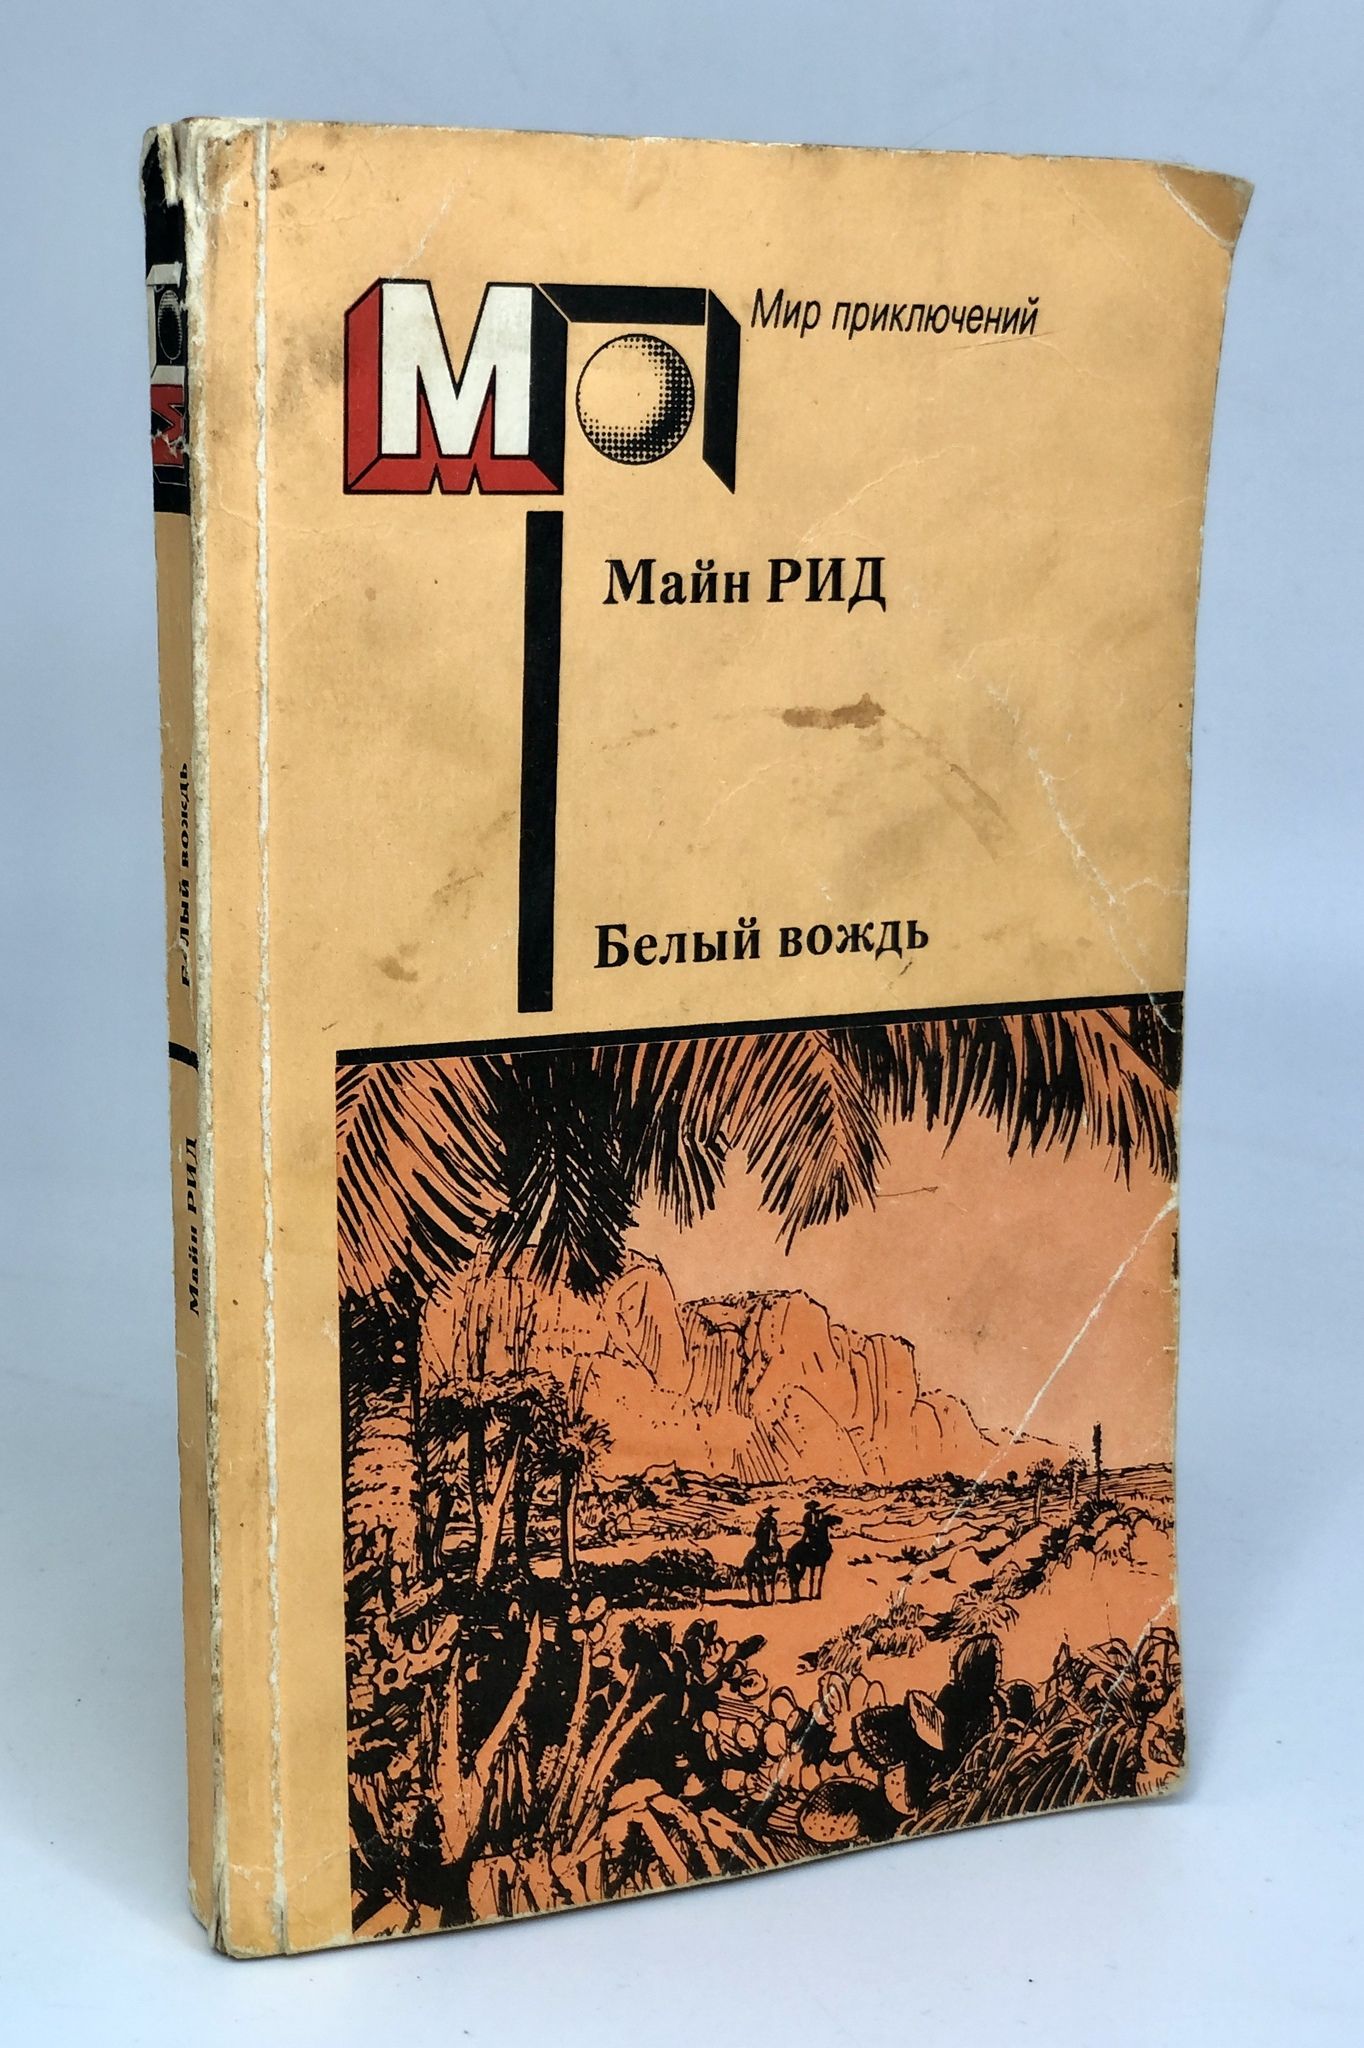 МП
Мир приключений
Майн РИД
Белый вождь
Майн РИД
Белый вождь